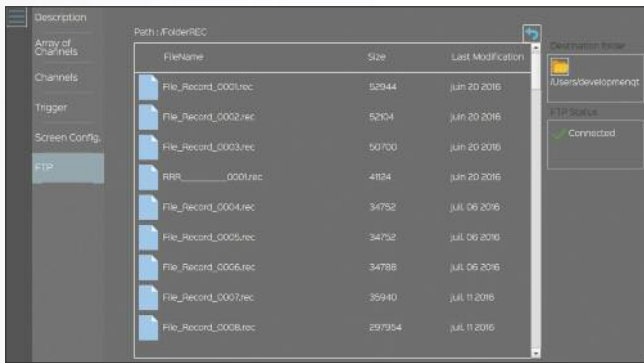 Description
Array of
Channels
Channels
Trigger
Screen Config.
FTP
Path : /FolderREC
FileName Size Last Modification
File_Record_0001.rec 52944 juin 20 2016
File_Record_0002.rec 52104 juin 20 2016
File_Record_0003.rec 50700 juin 20 2016
RRR________0001.rec 41124 juin 20 2016
File_Record_0004.rec 34752 juil. 06 2016
File_Record_0005.rec 34752 juil. 06 2016
File_Record_0006.rec 34788 juil. 06 2016
File_Record_0007.rec 35940 juil. 11 2016
File_Record_0008.rec 297954 juil. 11 2016
Destination folder
/Users/developmenqt
FTP Status
Connected